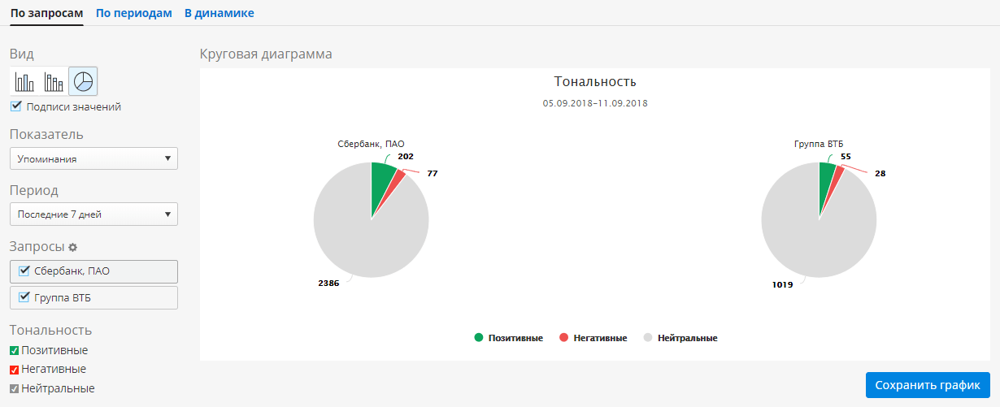 По запросам По периодам В динамике
Вид
Подписи значений
Показатель
Упоминания
Период
Последние 7 дней
Запросы
Сбербанк, ПАО
Группа ВТБ
Тональность
Позитивные
Негативные
Нейтральные
Круговая диаграмма
Тональность
05.09.2018–11.09.2018
Сбербанк, ПАО
202
77
2386
Группа ВТБ
55
28
1019
Позитивные Негативные Нейтральные
Сохранить график